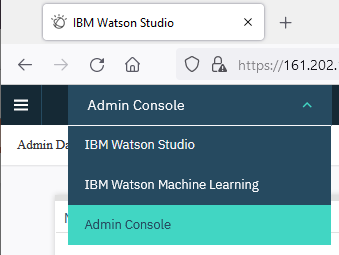 IBM Watson Studio
https://161.202.
Admin Console
IBM Watson Studio
Admin Da
IBM Watson Machine Learning
Admin Console